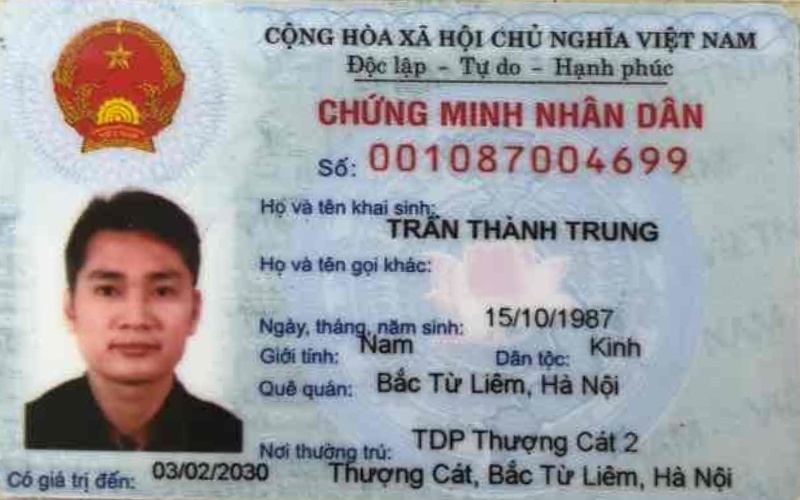 CỘNG HÒA XÃ HỘI CHỦ NGHĨA VIỆT NAM
Độc lập - Tự do - Hạnh phúc
CHỨNG MINH NHÂN DÂN
Số: 001087004699
Họ và tên khai sinh:
TRẦN THÀNH TRUNG
Họ và tên gọi khác:
Ngày, tháng, năm sinh: 15/10/1987
Giới tính: Nam Dân tộc: Kinh
Quê quán: Bắc Từ Liêm, Hà Nội
Nơi thường trú: TDP Thượng Cát 2
Có giá trị đến: 03/02/2030 Thượng Cát, Bắc Từ Liêm, Hà Nội